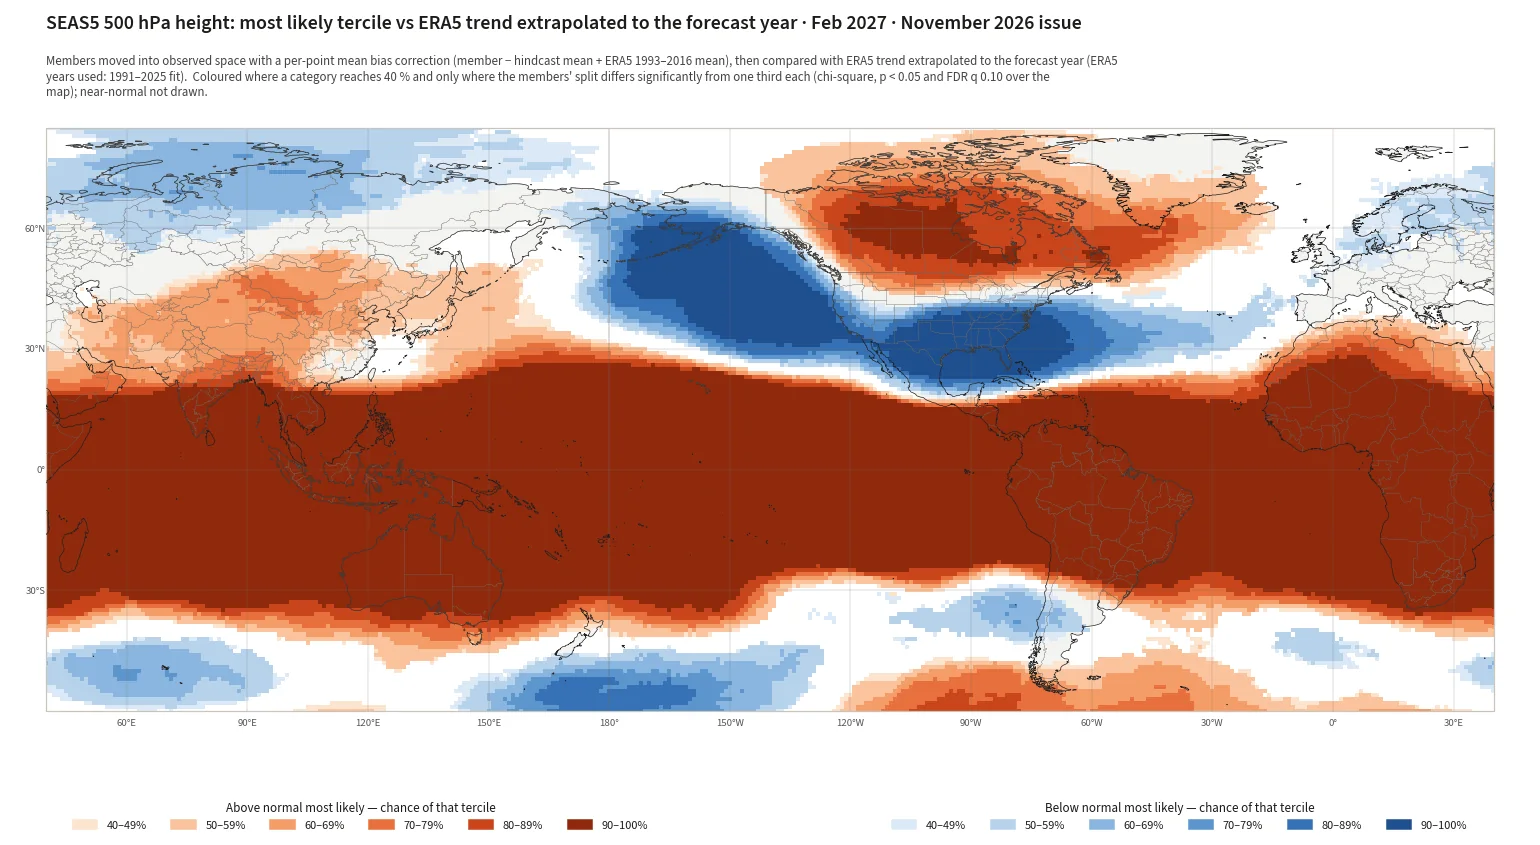 SEAS5 500 hPa height: most likely tercile vs ERA5 trend extrapolated to the forecast year · Feb 2027 · November 2026 issue
Members moved into observed space with a per-point mean bias correction (member − hindcast mean + ERA5 1993–2016 mean), then compared with ERA5 trend extrapolated to the forecast year (ERA5
years used: 1991–2025 fit). Coloured where a category reaches 40 % and only where the members' split differs significantly from one third each (chi-square, p < 0.05 and FDR q 0.10 over the
map); near-normal not drawn.
60°N
30°N
0°
30°S
60°E 90°E 120°E 150°E 180° 150°W 120°W 90°W 60°W 30°W 0° 30°E
Above normal most likely — chance of that tercile
40–49% 50–59% 60–69% 70–79% 80–89% 90–100%
Below normal most likely — chance of that tercile
40–49% 50–59% 60–69% 70–79% 80–89% 90–100%